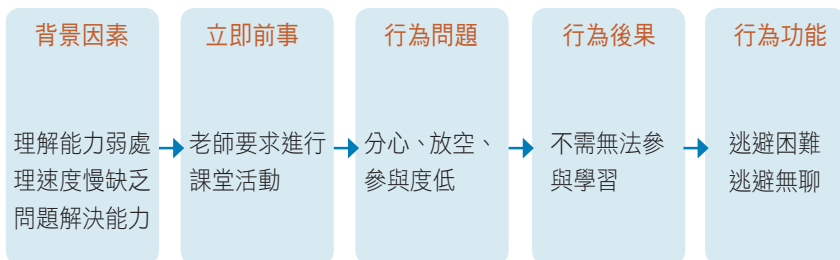 背景因素
理解能力弱處
理速度慢缺乏
問題解決能力
立即前事
老師要求進行
課堂活動
行為問題
分心、放空、
參與度低
行為後果
不需無法參
與學習
行為功能
逃避困難
逃避無聊